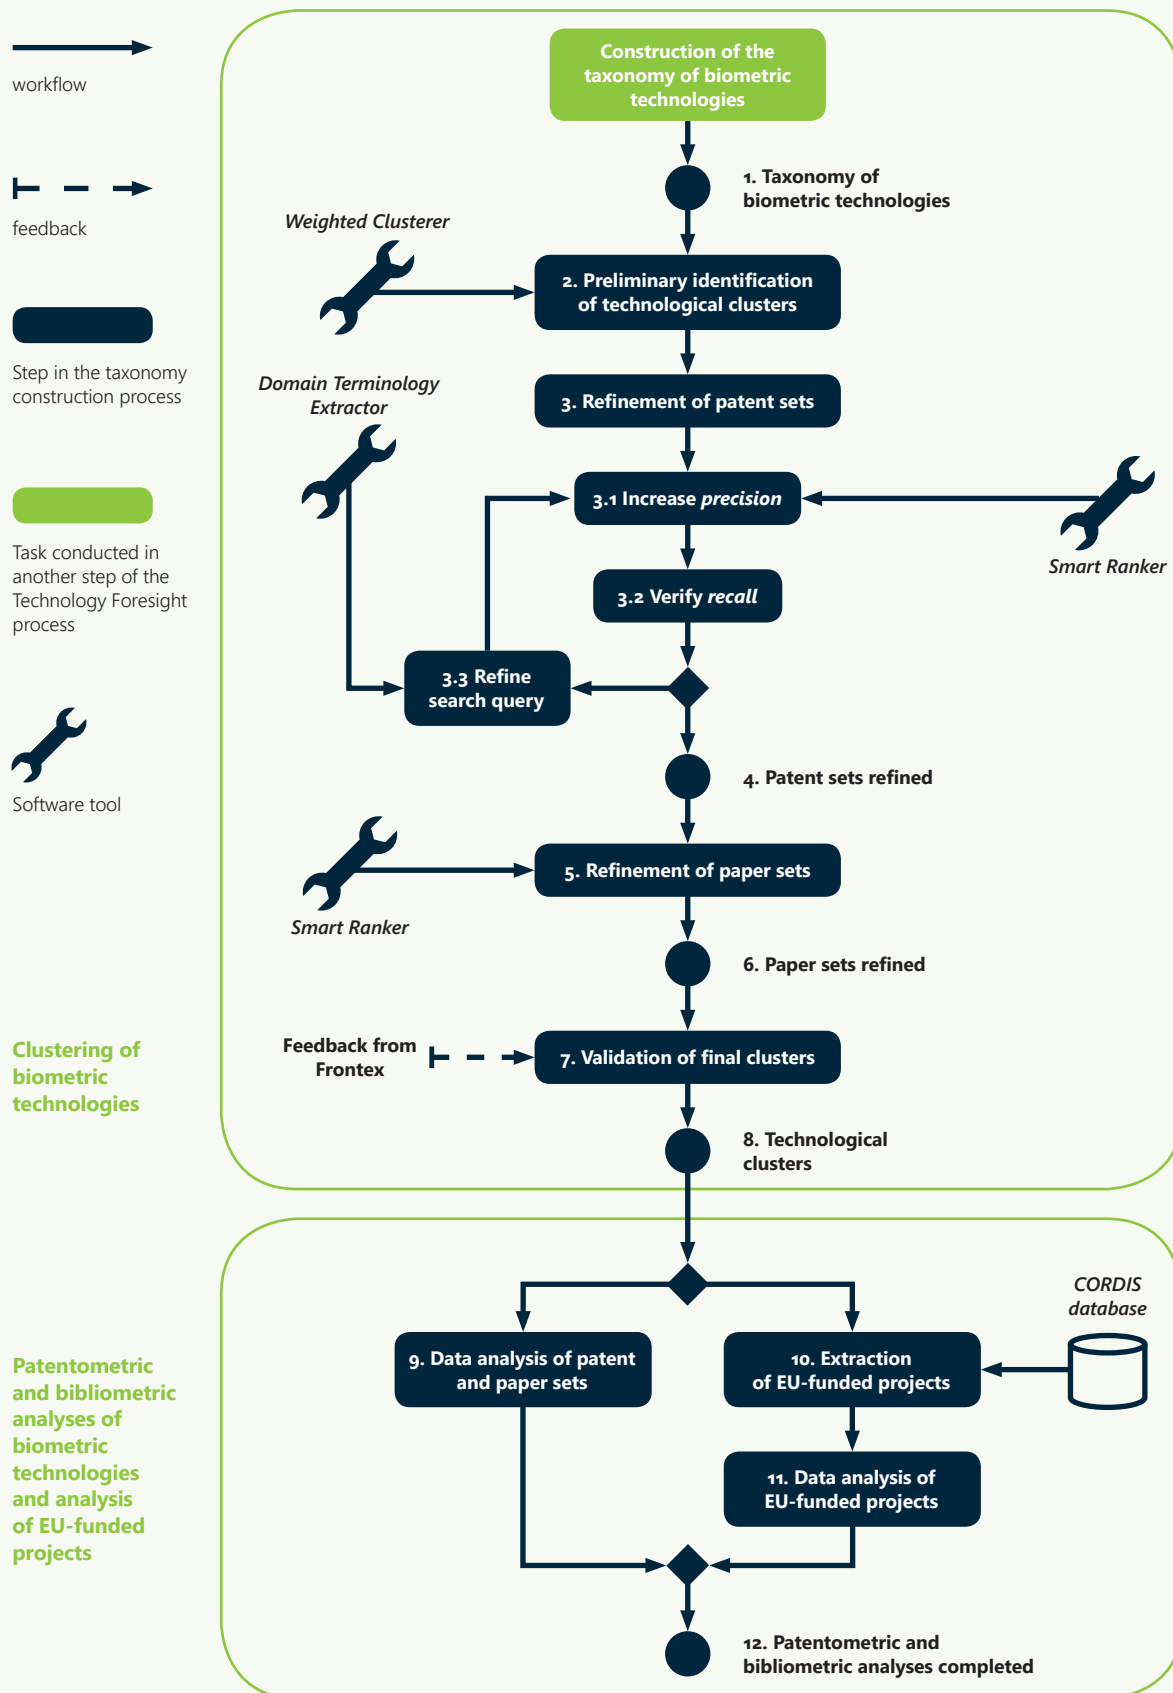 workflow
feedback
Step in the taxonomy
construction process
Task conducted in
another step of the
Technology Foresight
process
Software tool
Clustering of
biometric
technologies
Construction of the
taxonomy of biometric
technologies
1. Taxonomy of
biometric technologies
Weighted Clusterer
2. Preliminary identification
of technological clusters
Domain Terminology
Extractor
3. Refinement of patent sets
3.1 Increase precision
Smart Ranker
3.2 Verify recall
3.3 Refine
search query
4. Patent sets refined
5. Refinement of paper sets
Smart Ranker
6. Paper sets refined
Feedback from
Frontex
7. Validation of final clusters
8. Technological
clusters
Patentometric
and bibliometric
analyses of
biometric
technologies
and analysis
of EU-funded
projects
CORDIS
database
9. Data analysis of patent
and paper sets
10. Extraction
of EU-funded projects
11. Data analysis of
EU-funded projects
12. Patentometric and
bibliometric analyses completed